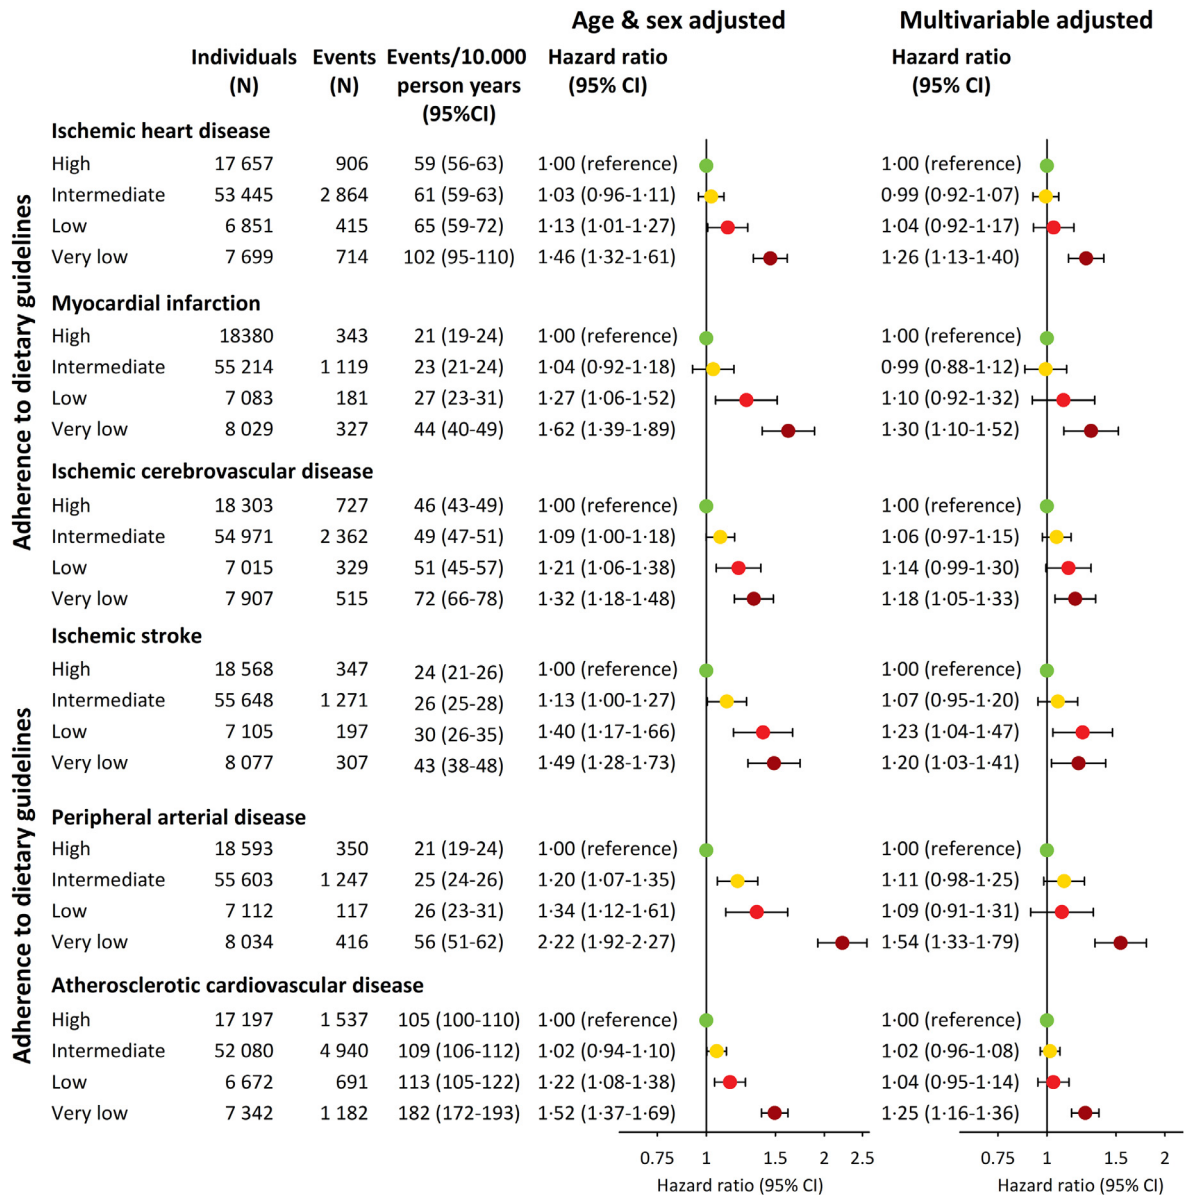 Age & sex adjusted Multivariable adjusted
Individuals Events Events/10.000 Hazard ratio Hazard ratio
(N) (N) person years (95% CI) (95% CI)
(95%CI)
Adherence to dietary guidelines
Ischemic heart disease
High 17 657 906 59 (56-63) 1·00 (reference) 1·00 (reference)
Intermediate 53 445 2 864 61 (59-63) 1·03 (0·96-1·11) 0·99 (0·92-1·07)
Low 6 851 415 65 (59-72) 1·13 (1·01-1·27) 1·04 (0·92-1·17)
Very low 7 699 714 102 (95-110) 1·46 (1·32-1·61) 1·26 (1·13-1·40)
Myocardial infarction
High 18380 343 21 (19-24) 1·00 (reference) 1·00 (reference)
Intermediate 55 214 1 119 23 (21-24) 1·04 (0·92-1·18) 0·99 (0·88-1·12)
Low 7 083 181 27 (23-31) 1·27 (1·06-1·52) 1·10 (0·92-1·32)
Very low 8 029 327 44 (40-49) 1·62 (1·39-1·89) 1·30 (1·10-1·52)
Ischemic cerebrovascular disease
High 18 303 727 46 (43-49) 1·00 (reference) 1·00 (reference)
Intermediate 54 971 2 362 49 (47-51) 1·09 (1·00-1·18) 1·06 (0·97-1·15)
Low 7 015 329 51 (45-57) 1·21 (1·06-1·38) 1·14 (0·99-1·30)
Very low 7 907 515 72 (66-78) 1·32 (1·18-1·48) 1·18 (1·05-1·33)
Adherence to dietary guidelines
Ischemic stroke
High 18 568 347 24 (21-26) 1·00 (reference) 1·00 (reference)
Intermediate 55 648 1 271 26 (25-28) 1·13 (1·00-1·27) 1·07 (0·95-1·20)
Low 7 105 197 30 (26-35) 1·40 (1·17-1·66) 1·23 (1·04-1·47)
Very low 8 077 307 43 (38-48) 1·49 (1·28-1·73) 1·20 (1·03-1·41)
Peripheral arterial disease
High 18 593 350 21 (19-24) 1·00 (reference) 1·00 (reference)
Intermediate 55 603 1 247 25 (24-26) 1·20 (1·07-1·35) 1·11 (0·98-1·25)
Low 7 112 117 26 (23-31) 1·34 (1·12-1·61) 1·09 (0·91-1·31)
Very low 8 034 416 56 (51-62) 2·22 (1·92-2·27) 1·54 (1·33-1·79)
Atherosclerotic cardiovascular disease
High 17 197 1 537 105 (100-110) 1·00 (reference) 1·00 (reference)
Intermediate 52 080 4 940 109 (106-112) 1·02 (0·94-1·10) 1·02 (0·96-1·08)
Low 6 672 691 113 (105-122) 1·22 (1·08-1·38) 1·04 (0·95-1·14)
Very low 7 342 1 182 182 (172-193) 1·52 (1·37-1·69) 1·25 (1·16-1·36)
0.75 1 1.5 2 2.5 0.75 1 1.5 2
Hazard ratio (95% CI) Hazard ratio (95% CI)